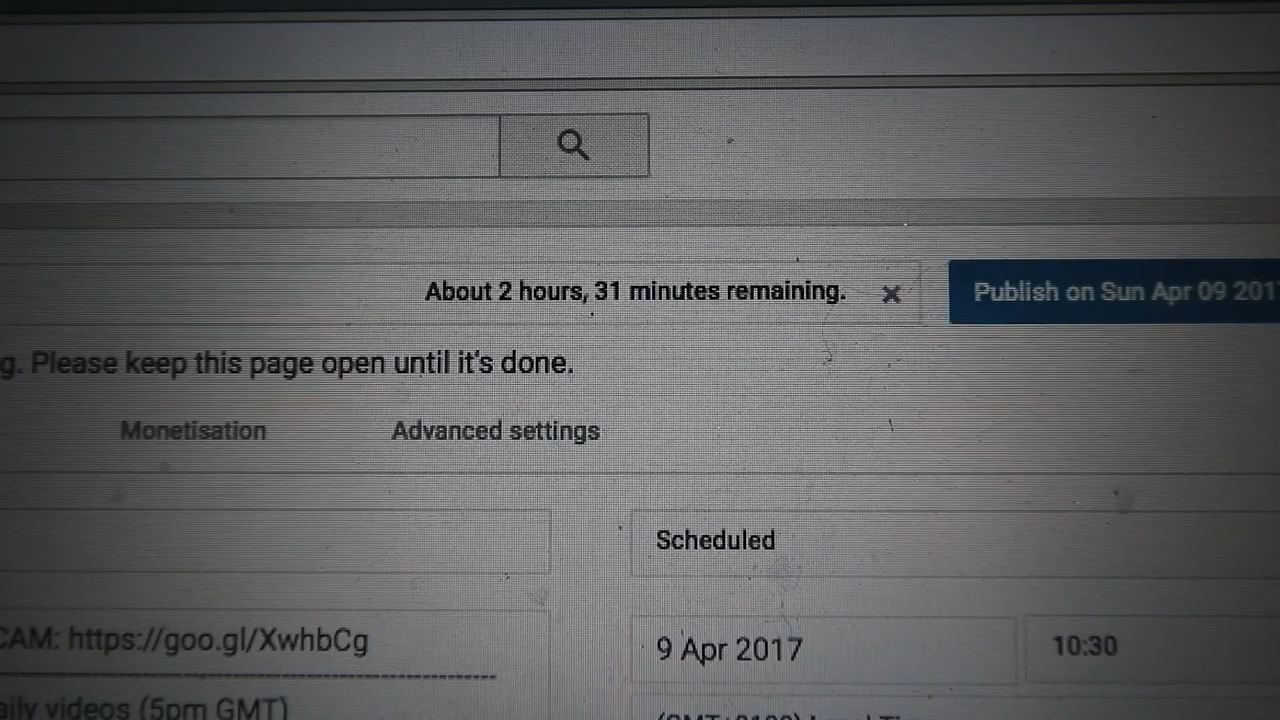 About 2 hours, 31 minutes remaining.
Publish on Sun Apr 09 201
g. Please keep this page open until it's done.
Monetisation
Advanced settings
Scheduled
CAM: https://goo.gl/XwhbCg
9 Apr 2017
10:30
--------------------------------------------------
aily videos (5pm GMT)